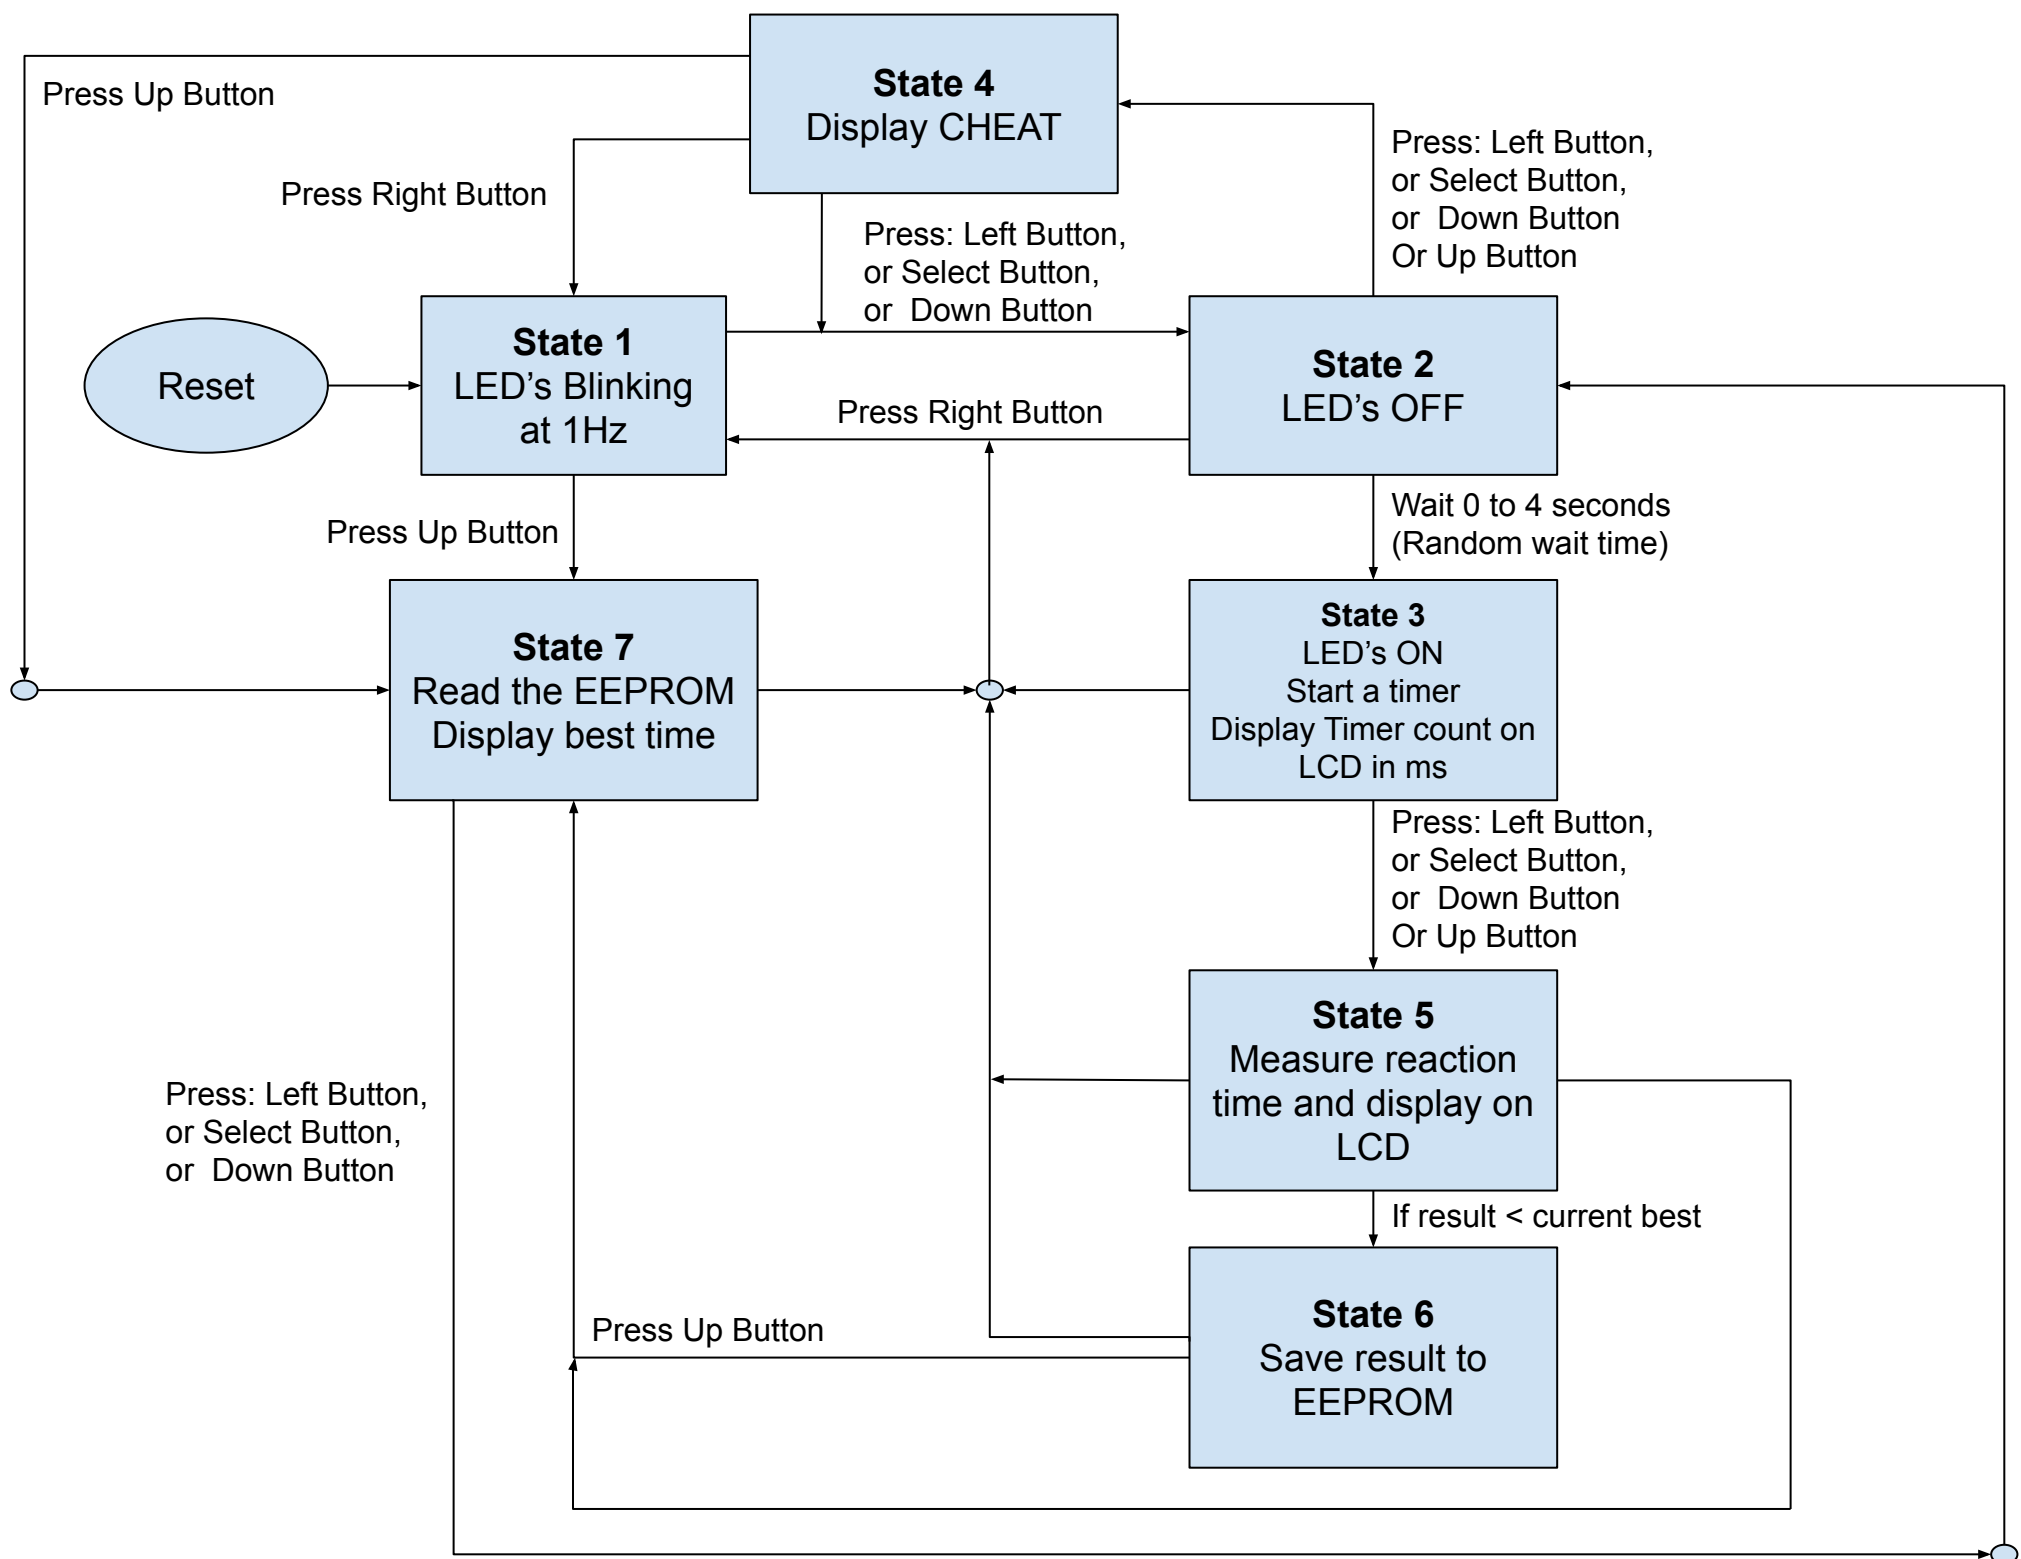 State 4
Display CHEAT
Press Up Button
Press: Left Button,
or Select Button,
or  Down Button
Or Up Button
Press Right Button
Press: Left Button,
or Select Button,
or  Down Button
State 1
LED’s Blinking
at 1Hz
Reset
State 2
LED’s OFF
Press Right Button
Press Up Button
Wait 0 to 4 seconds
(Random wait time)
State 7
Read the EEPROM
Display best time
State 3
LED’s ON
Start a timer
Display Timer count on
LCD in ms
Press: Left Button,
or Select Button,
or  Down Button
Or Up Button
State 5
Measure reaction
time and display on
LCD
Press: Left Button,
or Select Button,
or  Down Button
If result < current best
Press Up Button
State 6
Save result to
EEPROM